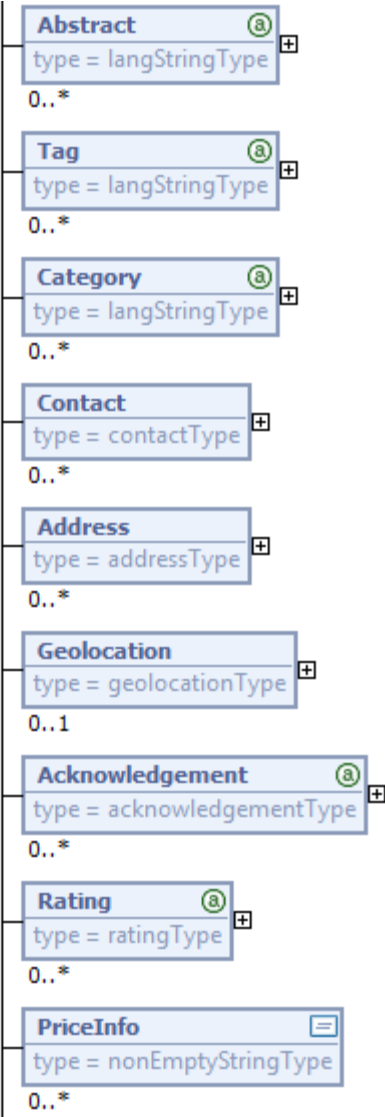 Abstract
type = langStringType
0..*
Tag
type = langStringType
0..*
Category
type = langStringType
0..*
Contact
type = contactType
0..*
Address
type = addressType
0..*
Geolocation
type = geolocationType
0..1
Acknowledgement
type = acknowledgementType
0..*
Rating
type = ratingType
0..*
PriceInfo
type = nonEmptyStringType
0..*